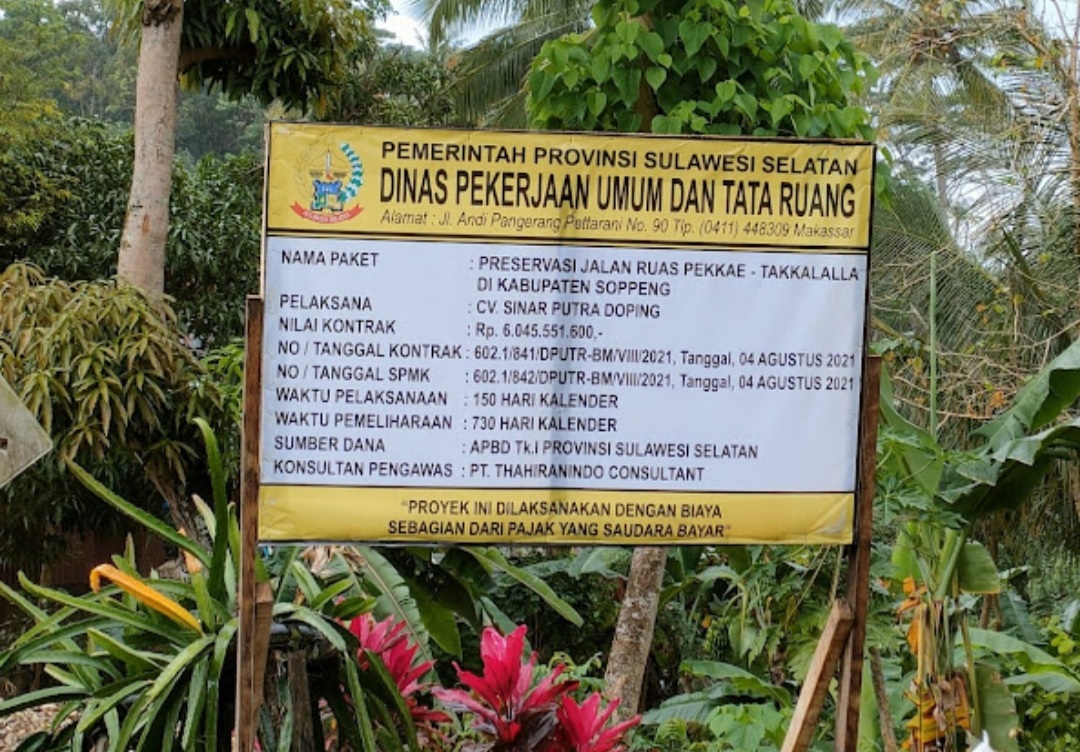 PEMERINTAH PROVINSI SULAWESI SELATAN
DINAS PEKERJAAN UMUM DAN TATA RUANG
Alamat : Jl. Andi Pangerang Pettarani No. 90 Tlp. (0411) 448309 Makassar
NAMA PAKET : PRESERVASI JALAN RUAS PEKKAE - TAKKALALLA
DI KABUPATEN SOPPENG
PELAKSANA : CV. SINAR PUTRA DOPING
NILAI KONTRAK : Rp. 6.045.551.600,-
NO / TANGGAL KONTRAK : 602.1/841/DPUTR-BM/VIII/2021, Tanggal, 04 AGUSTUS 2021
NO / TANGGAL SPMK : 602.1/842/DPUTR-BM/VIII/2021, Tanggal, 04 AGUSTUS 2021
WAKTU PELAKSANAAN : 150 HARI KALENDER
WAKTU PEMELIHARAAN : 730 HARI KALENDER
SUMBER DANA : APBD Tk.I PROVINSI SULAWESI SELATAN
KONSULTAN PENGAWAS : PT. THAHIRANINDO CONSULTANT
"PROYEK INI DILAKSANAKAN DENGAN BIAYA
SEBAGIAN DARI PAJAK YANG SAUDARA BAYAR"